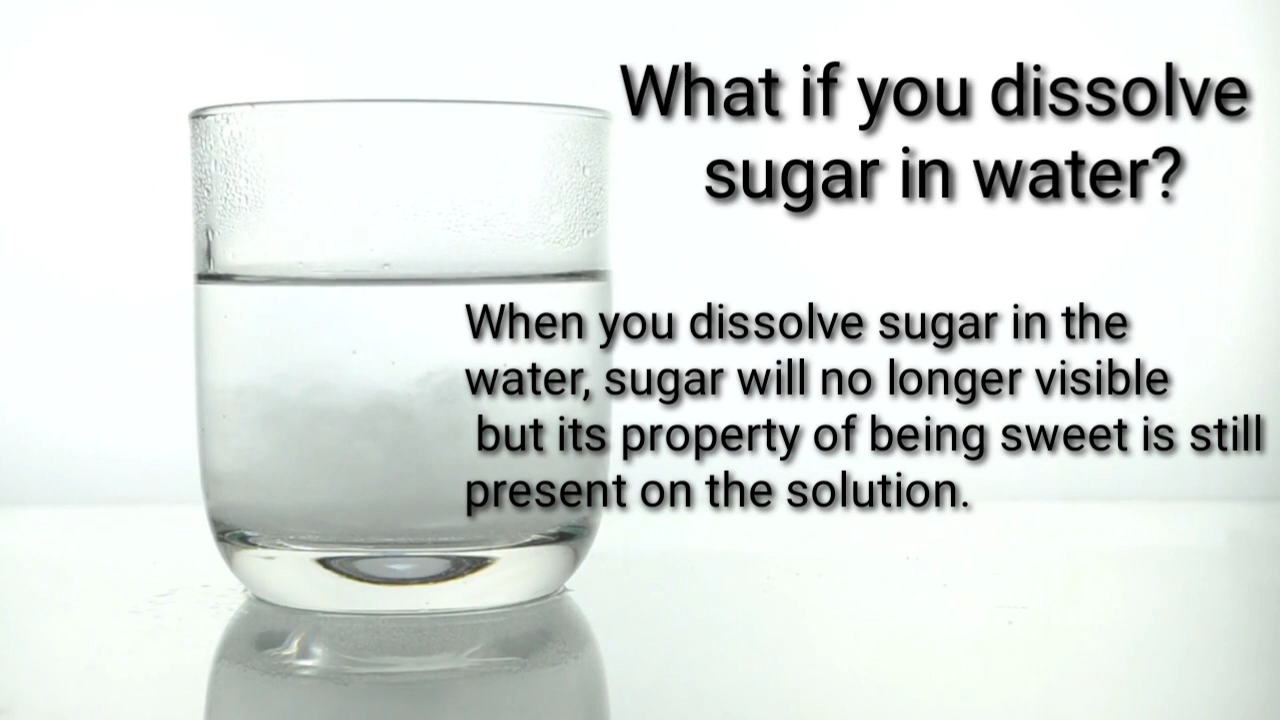 What if you dissolve
sugar in water?
When you dissolve sugar in the
water, sugar will no longer visible
but its property of being sweet is still
present on the solution.